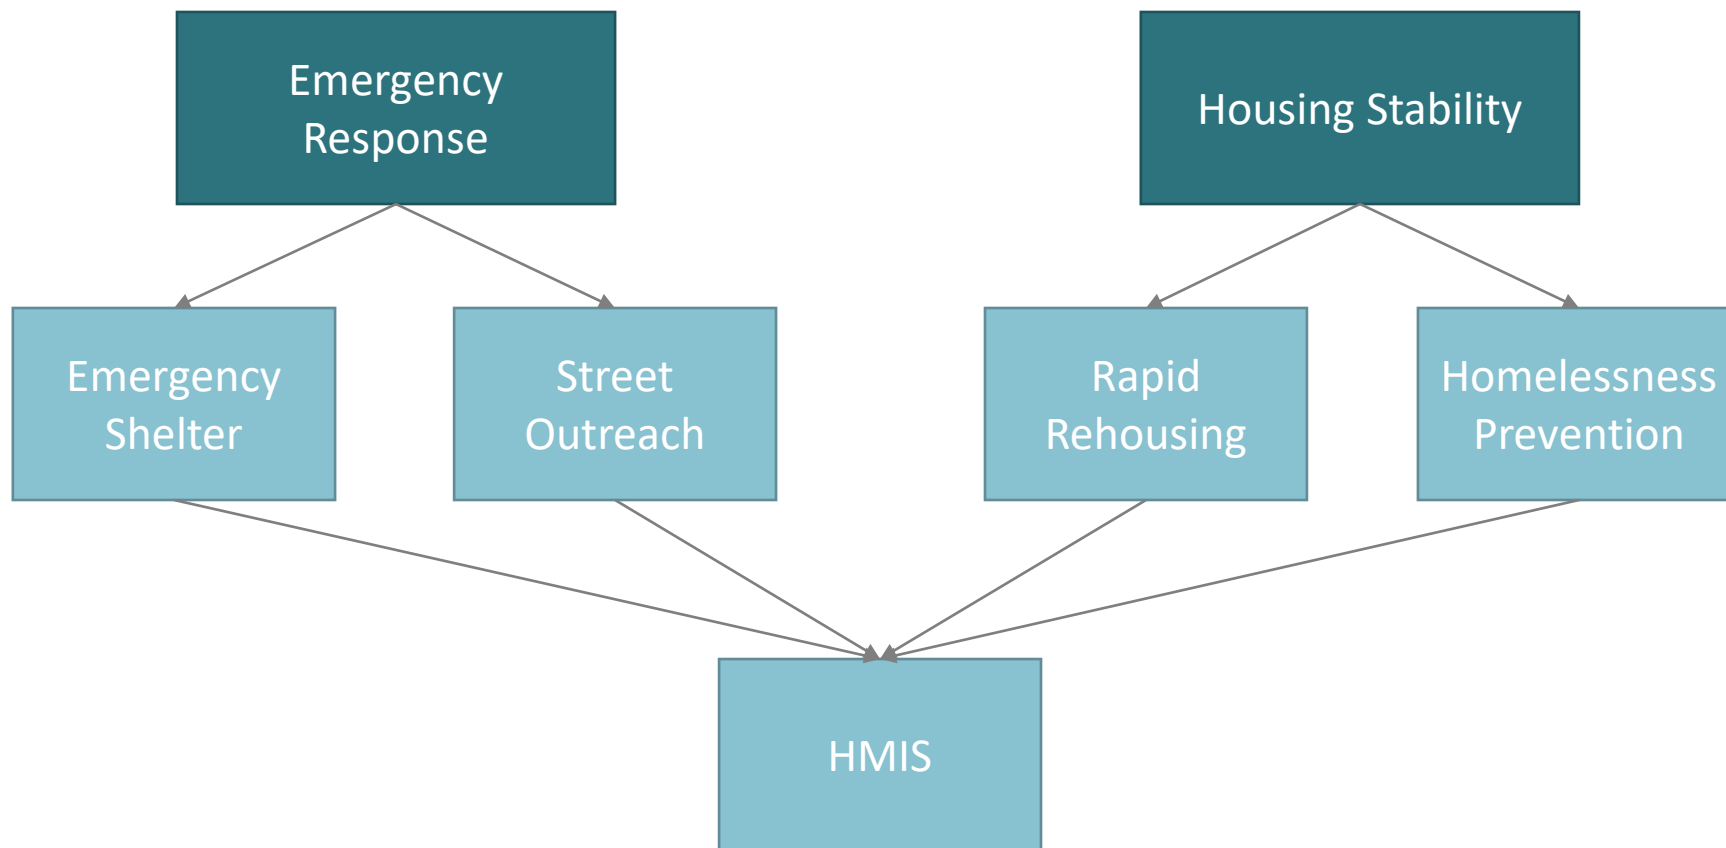 Emergency
Response
Housing Stability
Emergency
Shelter
Street
Outreach
Rapid
Rehousing
Homelessness
Prevention
HMIS